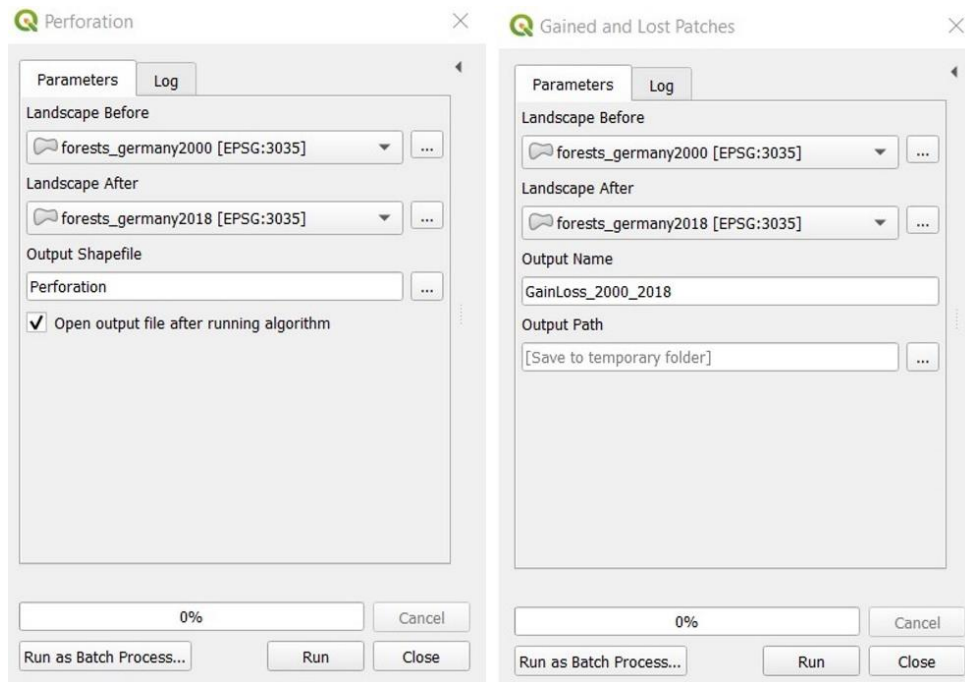 Perforation
Parameters
Log
Landscape Before
forests_germany2000 [EPSG:3035]
...
Landscape After
forests_germany2018 [EPSG:3035]
...
Output Shapefile
Perforation
...
Open output file after running algorithm
0%
Cancel
Run as Batch Process...
Run
Close
Gained and Lost Patches
Parameters
Log
Landscape Before
forests_germany2000 [EPSG:3035]
...
Landscape After
forests_germany2018 [EPSG:3035]
...
Output Name
GainLoss_2000_2018
Output Path
[Save to temporary folder]
...
0%
Cancel
Run as Batch Process...
Run
Close